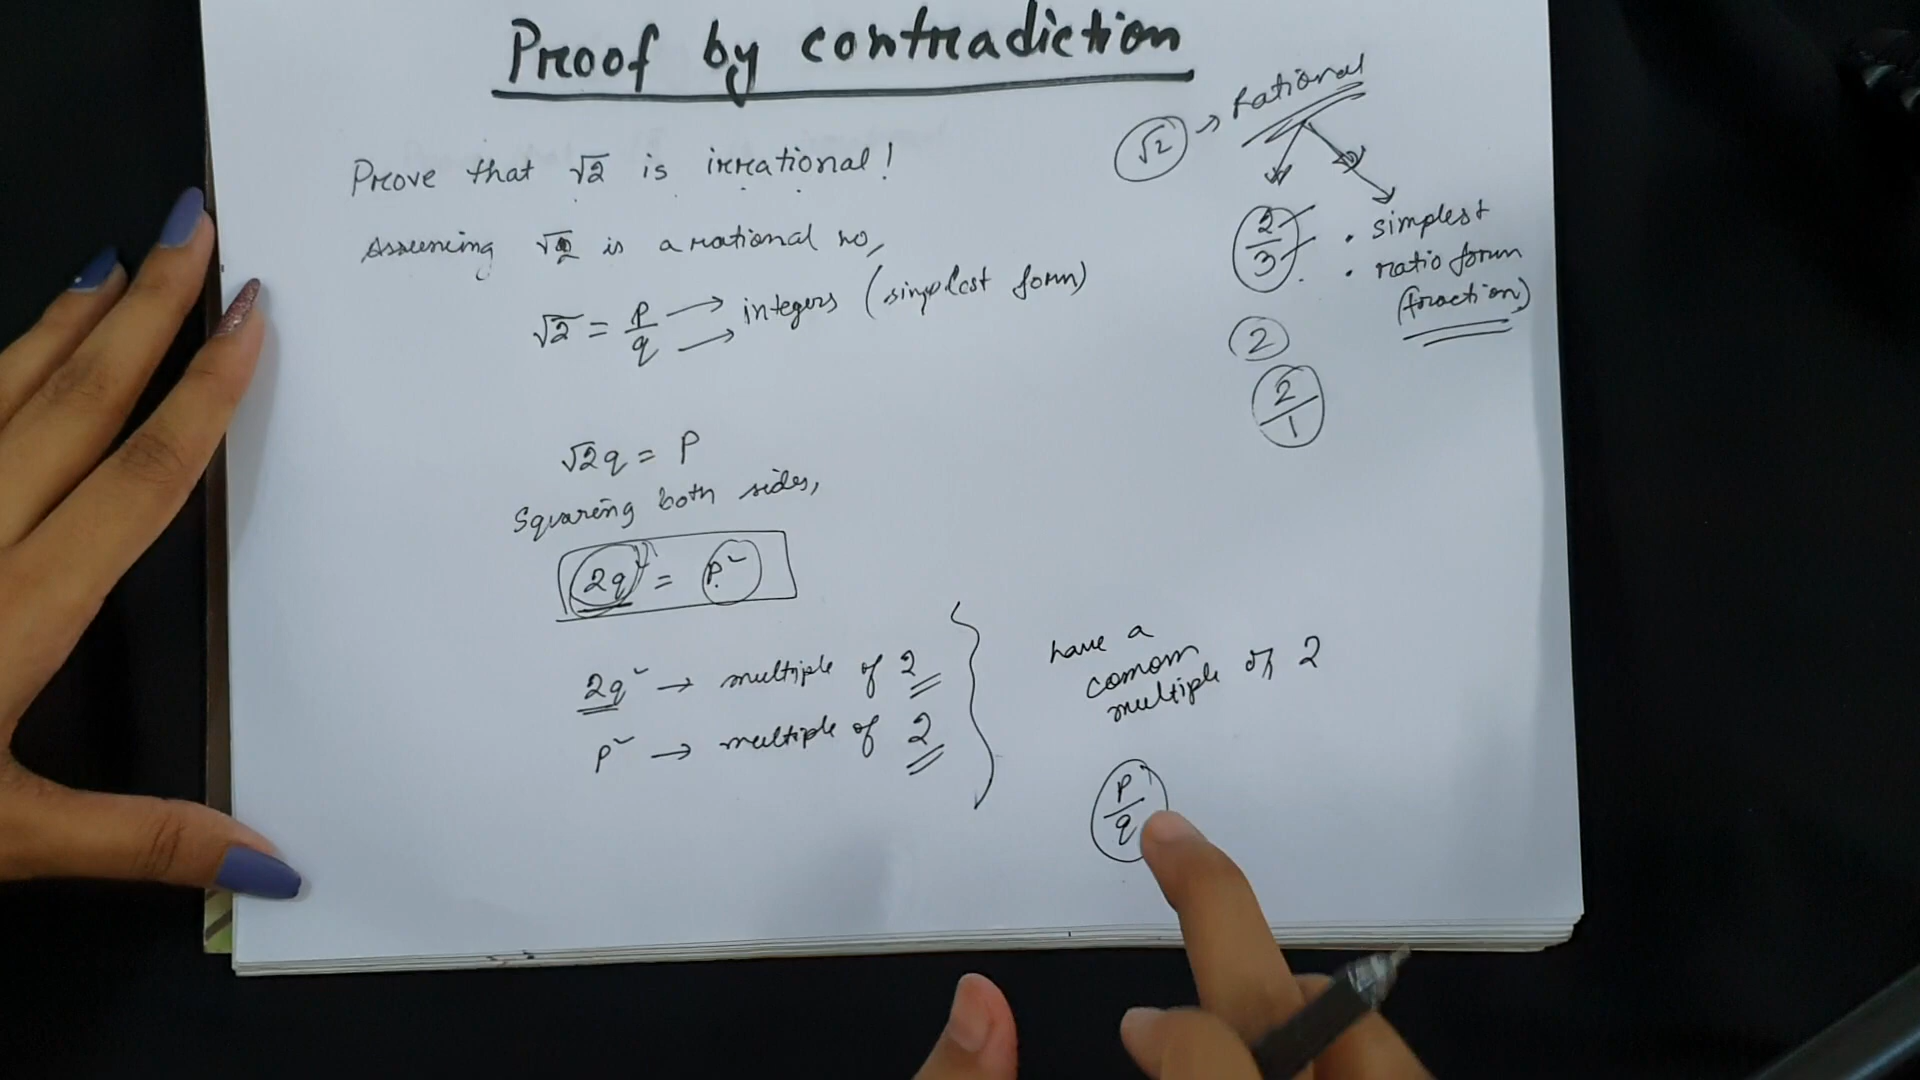 Proof by contradiction
Prove that √2 is irrational!
Assuming √2 is a rational no,
√2 = p/q → integers (simplest form)
√2q = P
Squaring both sides,
2q² = p²
2q² → multiple of 2
p² → multiple of 2
have a
comom
multiple of 2
p/q
√2 → Rational
2/3
• simplest
• ratio form
(fraction)
2
2/1